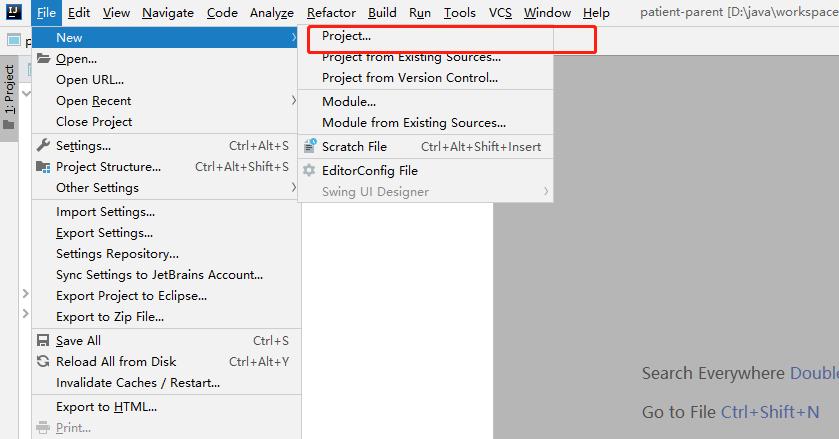 File Edit View Navigate Code Analyze Refactor Build Run Tools VCS Window Help patient-parent [D:\java\workspace
New
Project...
Open...
Project from Existing Sources...
Open URL...
Project from Version Control...
Open Recent
Module...
Close Project
Module from Existing Sources...
Settings... Ctrl+Alt+S
Scratch File Ctrl+Alt+Shift+Insert
Project Structure... Ctrl+Alt+Shift+S
EditorConfig File
Other Settings
Swing UI Designer
Import Settings...
Export Settings...
Settings Repository...
Sync Settings to JetBrains Account...
Export Project to Eclipse...
Export to Zip File...
Save All Ctrl+S
Reload All from Disk Ctrl+Alt+Y
Invalidate Caches / Restart...
Export to HTML...
Print...
1: Project
Search Everywhere Double
Go to File Ctrl+Shift+N